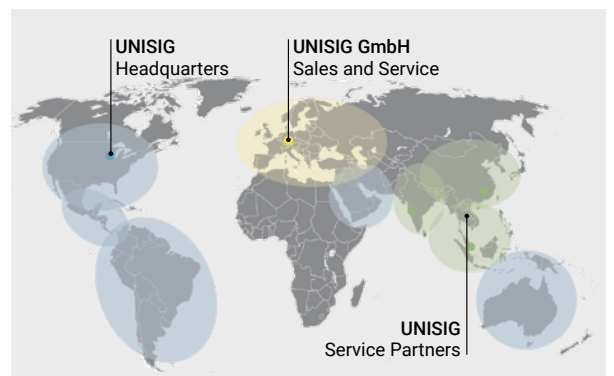 UNISIG
Headquarters
UNISIG GmbH
Sales and Service
UNISIG
Service Partners